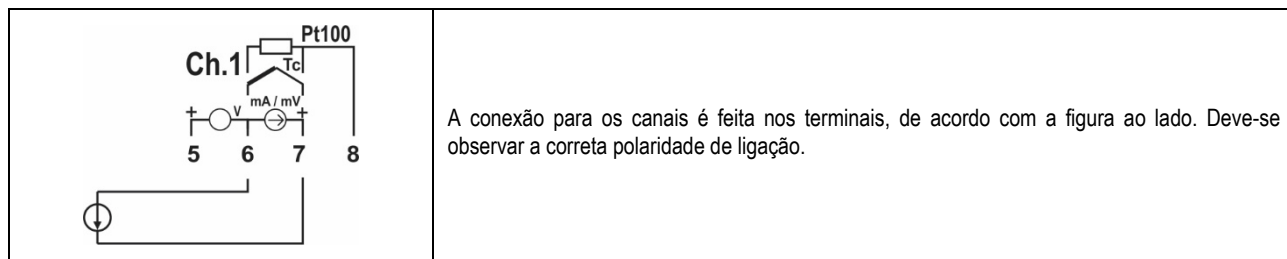 Pt100
Ch.1
Tc
mA / mV
+ V +
5 6 7 8
A conexão para os canais é feita nos terminais, de acordo com a figura ao lado. Deve-se
observar a correta polaridade de ligação.